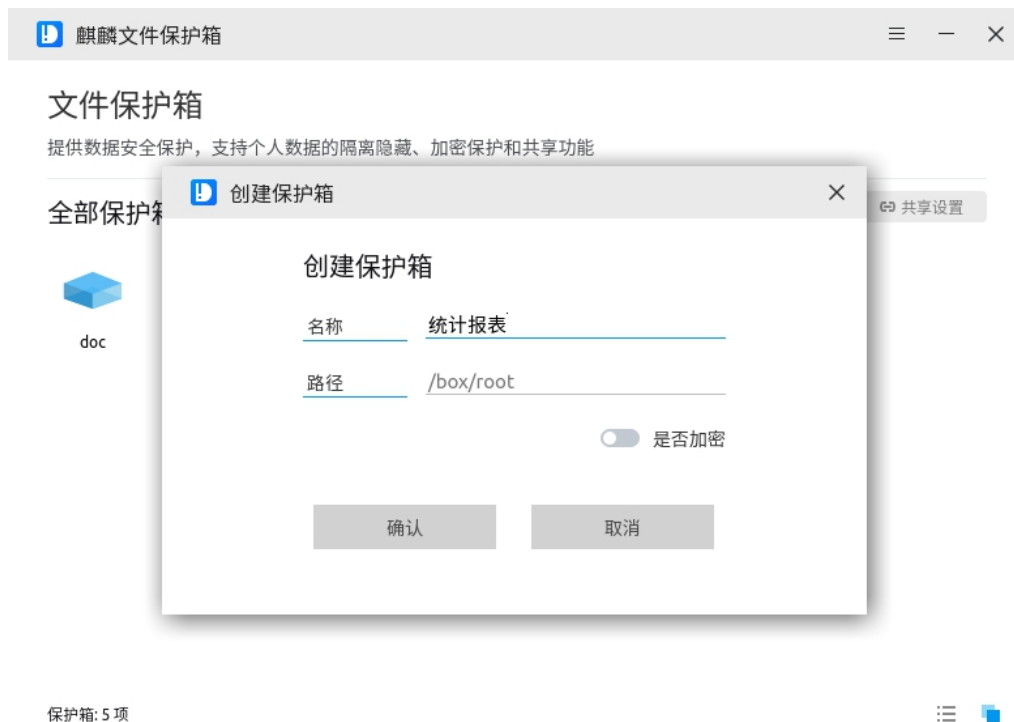 麒麟文件保护箱
文件保护箱
提供数据安全保护，支持个人数据的隔离隐藏、加密保护和共享功能
全部保护箱
共享设置
doc
创建保护箱
创建保护箱
名称 统计报表
路径 /box/root
是否加密
确认 取消
保护箱: 5 项